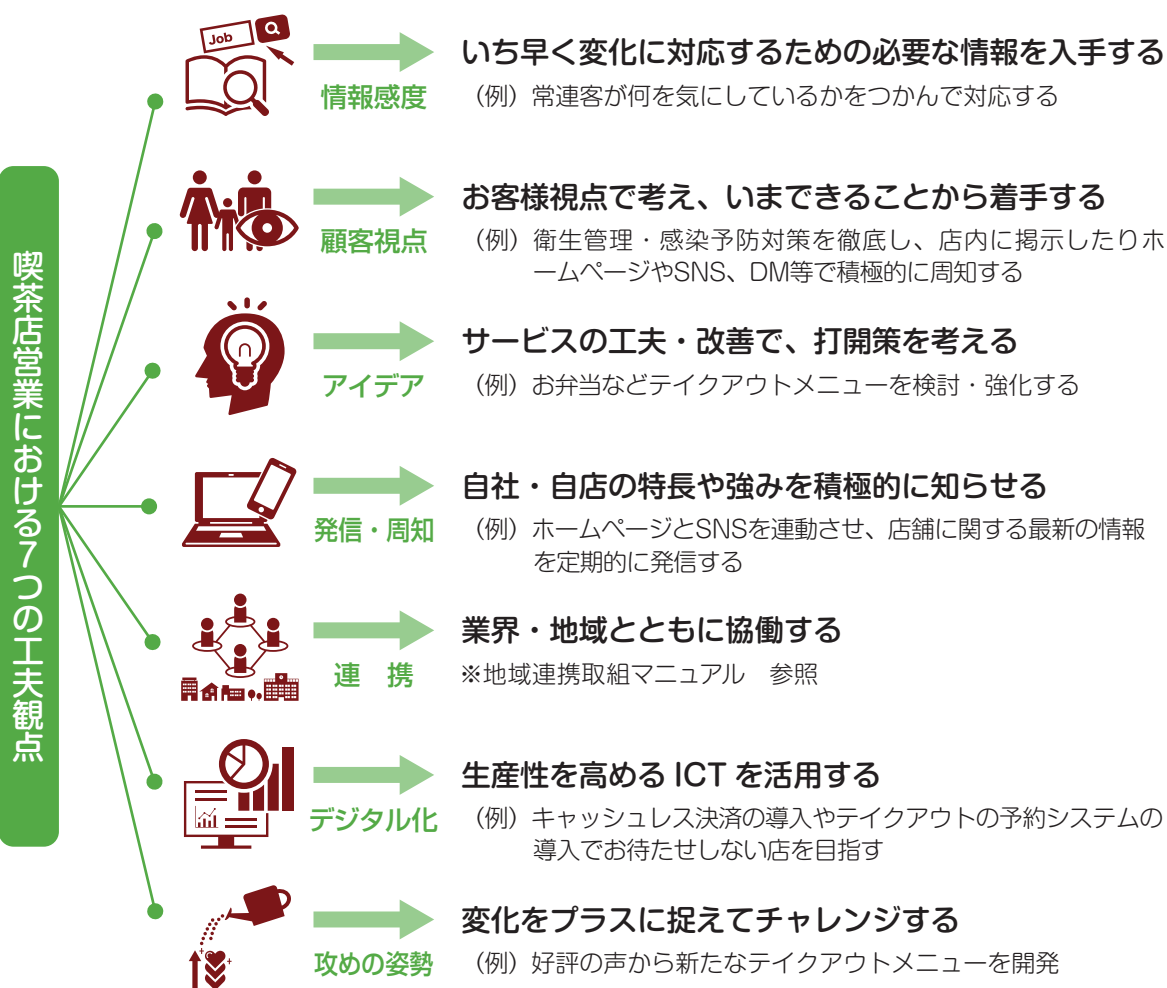 喫茶店営業における7つの工夫観点
Job
情報感度
いち早く変化に対応するための必要な情報を入手する
（例）常連客が何を気にしているかをつかんで対応する
顧客視点
お客様視点で考え、いまできることから着手する
（例）衛生管理・感染予防対策を徹底し、店内に掲示したりホ
ームページやSNS、DM等で積極的に周知する
アイデア
サービスの工夫・改善で、打開策を考える
（例）お弁当などテイクアウトメニューを検討・強化する
発信・周知
自社・自店の特長や強みを積極的に知らせる
（例）ホームページとSNSを連動させ、店舗に関する最新の情報
を定期的に発信する
連　携
業界・地域とともに協働する
※地域連携取組マニュアル　参照
デジタル化
生産性を高める ICT を活用する
（例）キャッシュレス決済の導入やテイクアウトの予約システムの
導入でお待たせしない店を目指す
攻めの姿勢
変化をプラスに捉えてチャレンジする
（例）好評の声から新たなテイクアウトメニューを開発